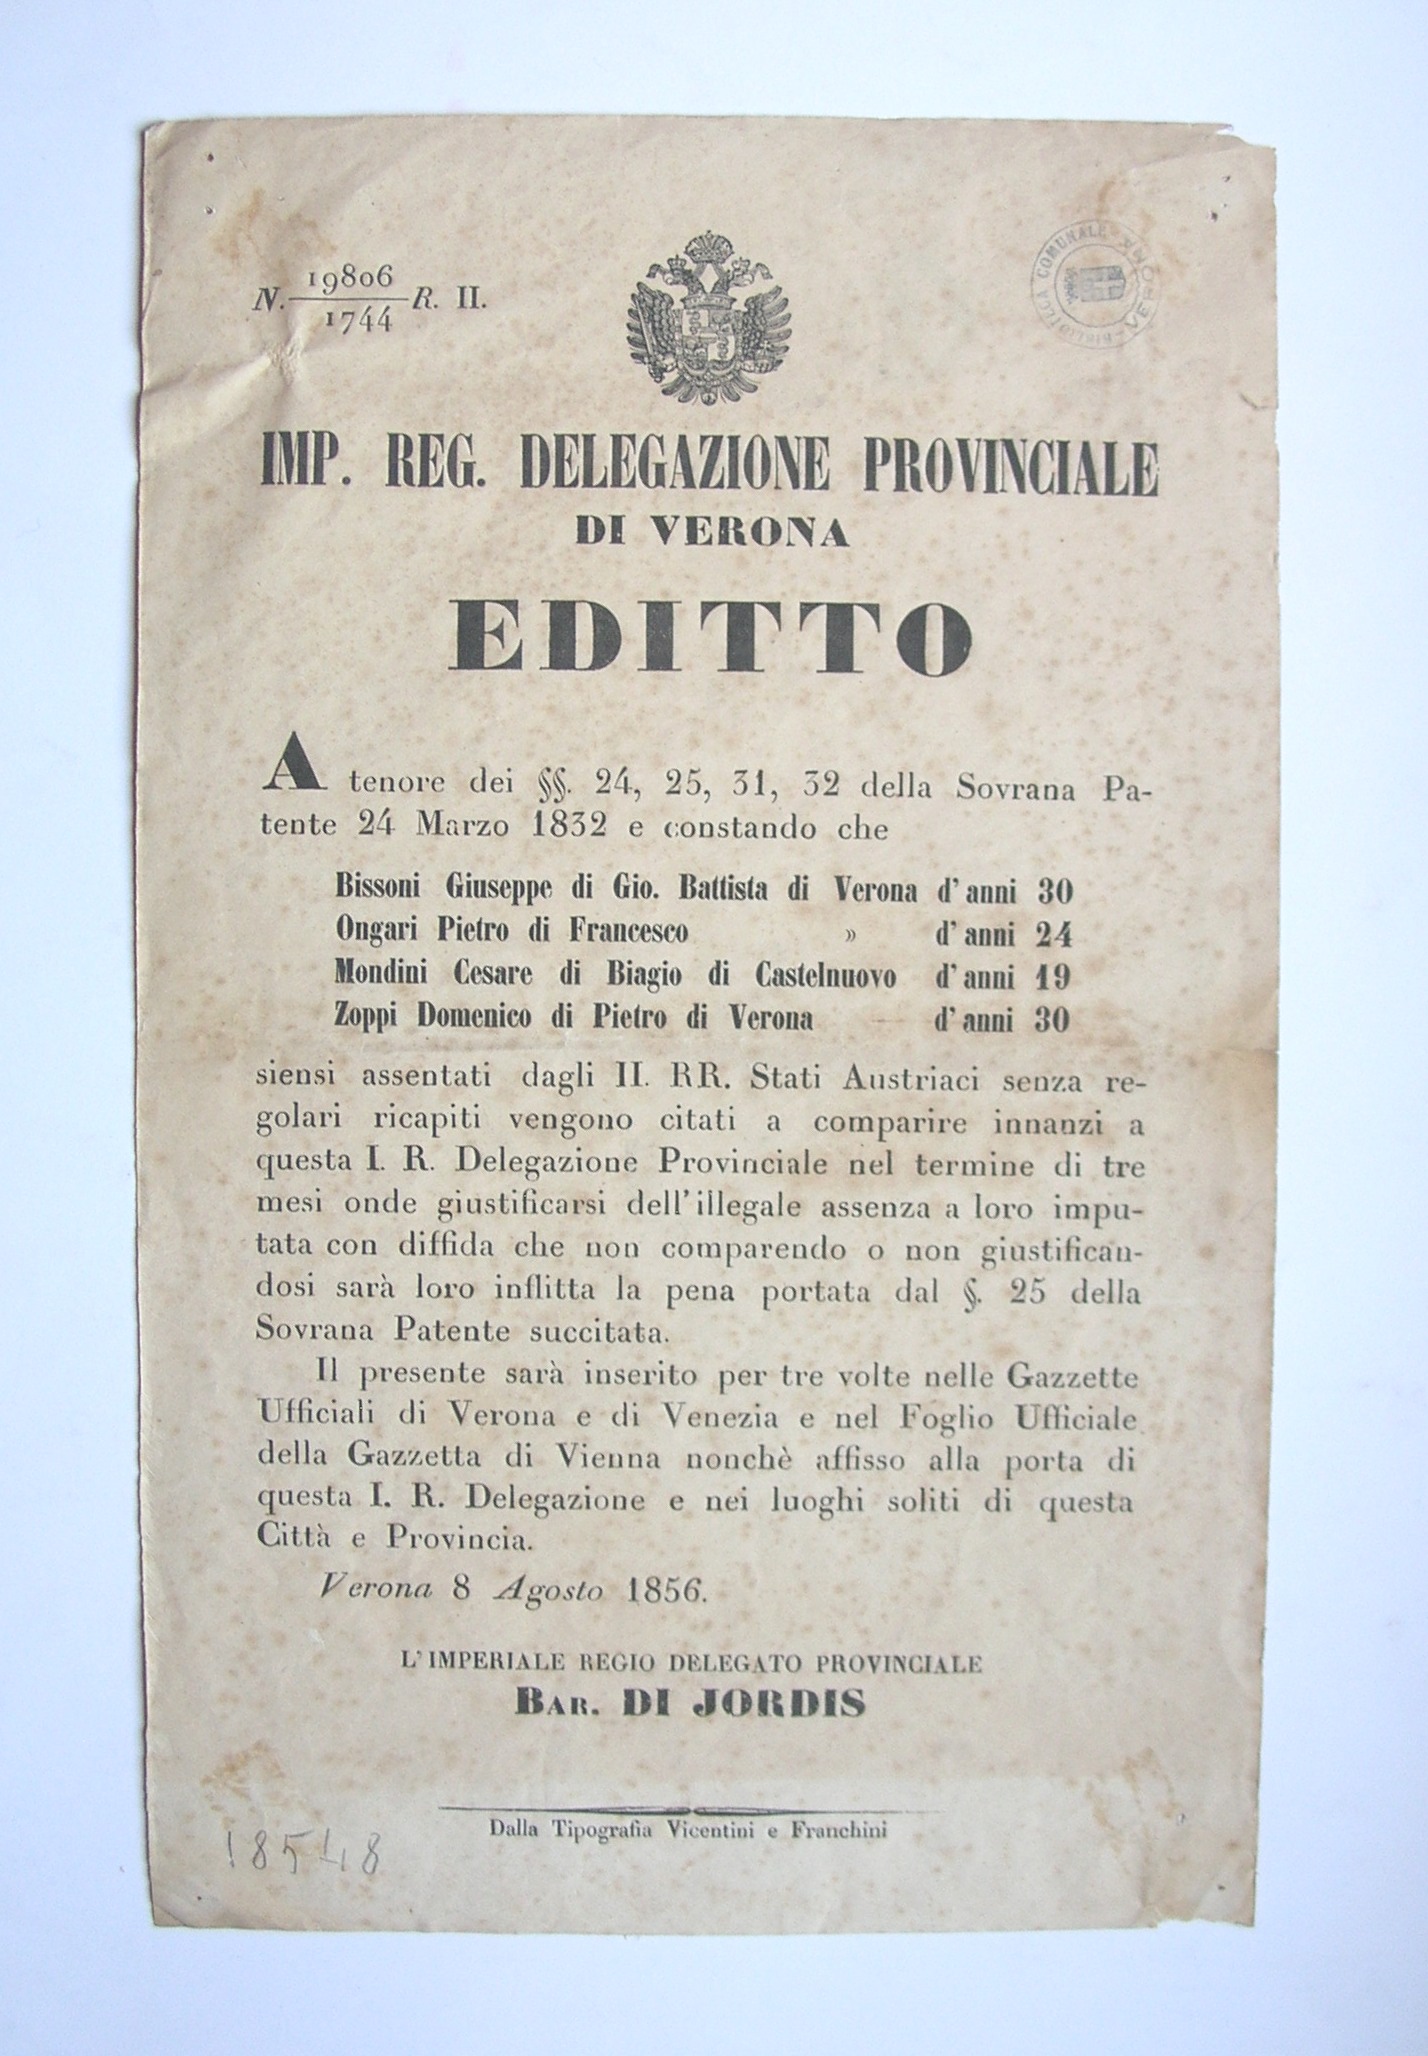 N. 19806
1744 R. II.
BIBLIOTECA COMUNALE VERONA
IMP. REG. DELEGAZIONE PROVINCIALE
DI VERONA
EDITTO
A tenore dei §§. 24, 25, 31, 32 della Sovrana Pa-
tente 24 Marzo 1832 e constando che
Bissoni Giuseppe di Gio. Battista di Verona d'anni 30
Ongari Pietro di Francesco » d'anni 24
Mondini Cesare di Biagio di Castelnuovo d'anni 19
Zoppi Domenico di Pietro di Verona d'anni 30
siensi assentati dagli II. RR. Stati Austriaci senza re-
golari ricapiti vengono citati a comparire innanzi a
questa I. R. Delegazione Provinciale nel termine di tre
mesi onde giustificarsi dell'illegale assenza a loro impu-
tata con diffida che non comparendo o non giustifican-
dosi sarà loro inflitta la pena portata dal §. 25 della
Sovrana Patente succitata.
Il presente sarà inserito per tre volte nelle Gazzette
Ufficiali di Verona e di Venezia e nel Foglio Ufficiale
della Gazzetta di Vienna nonchè affisso alla porta di
questa I. R. Delegazione e nei luoghi soliti di questa
Città e Provincia.
Verona 8 Agosto 1856.
L'IMPERIALE REGIO DELEGATO PROVINCIALE
BAR. DI JORDIS
Dalla Tipografia Vicentini e Franchini
18548